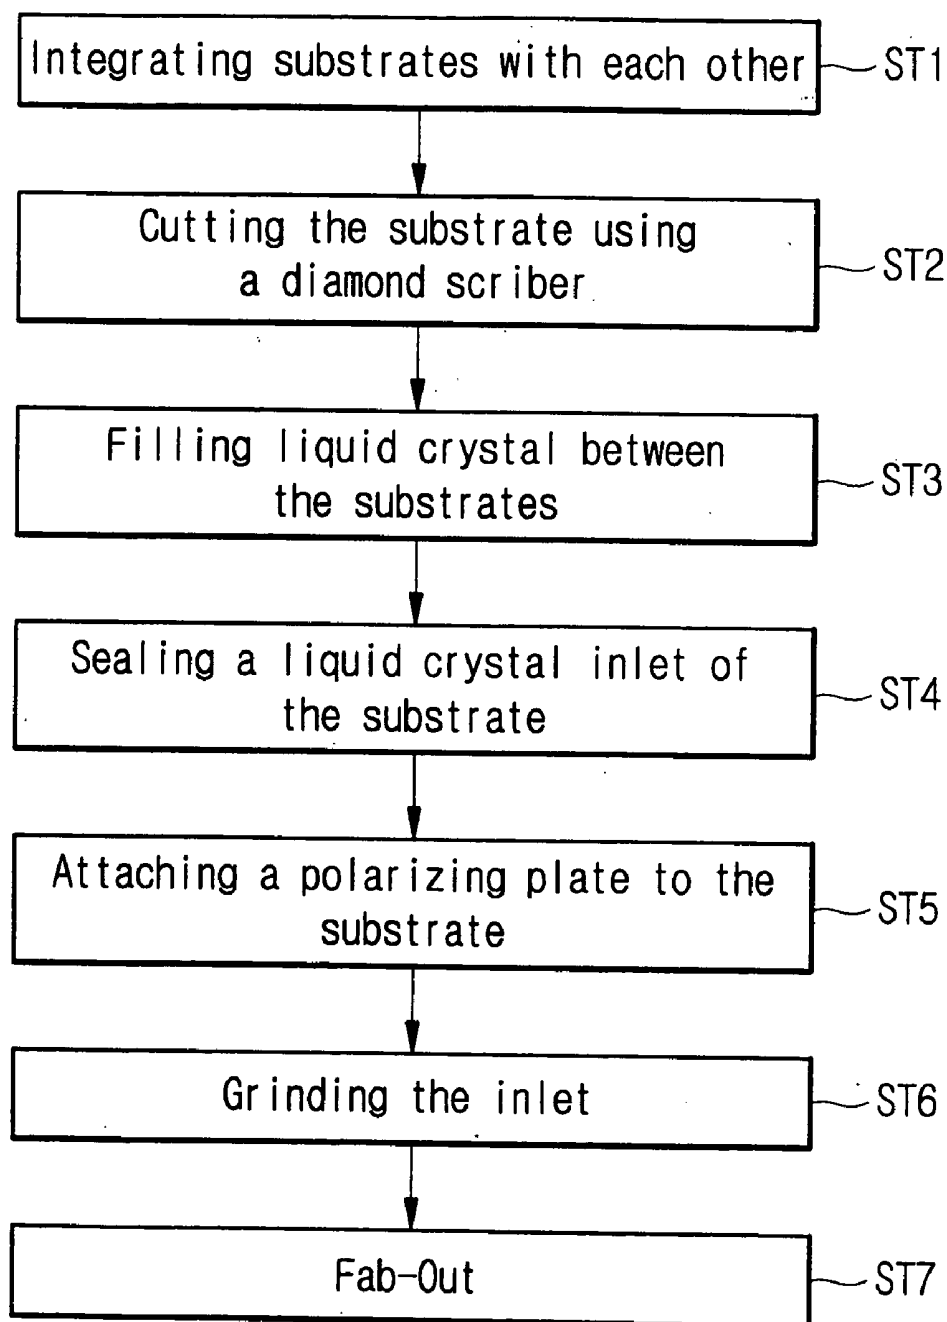 Integrating substrates with each other
ST1
Cutting the substrate using
a diamond scriber
ST2
Filling liquid crystal between
the substrates
ST3
Sealing a liquid crystal inlet of
the substrate
ST4
Attaching a polarizing plate to the
substrate
ST5
Grinding the inlet
ST6
Fab-Out
ST7